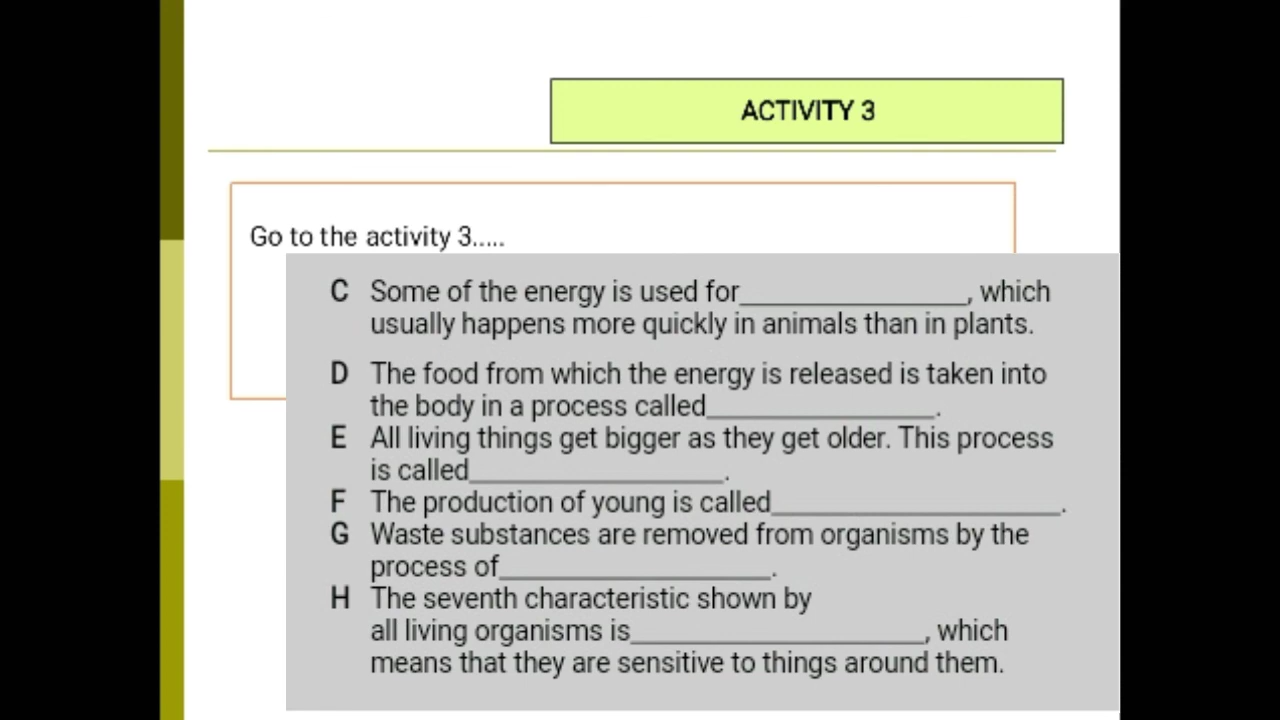 ACTIVITY 3
Go to the activity 3.....
C Some of the energy is used for________________, which
usually happens more quickly in animals than in plants.
D The food from which the energy is released is taken into
the body in a process called________________.
E All living things get bigger as they get older. This process
is called__________________.
F The production of young is called____________________.
G Waste substances are removed from organisms by the
process of___________________.
H The seventh characteristic shown by
all living organisms is_____________________, which
means that they are sensitive to things around them.